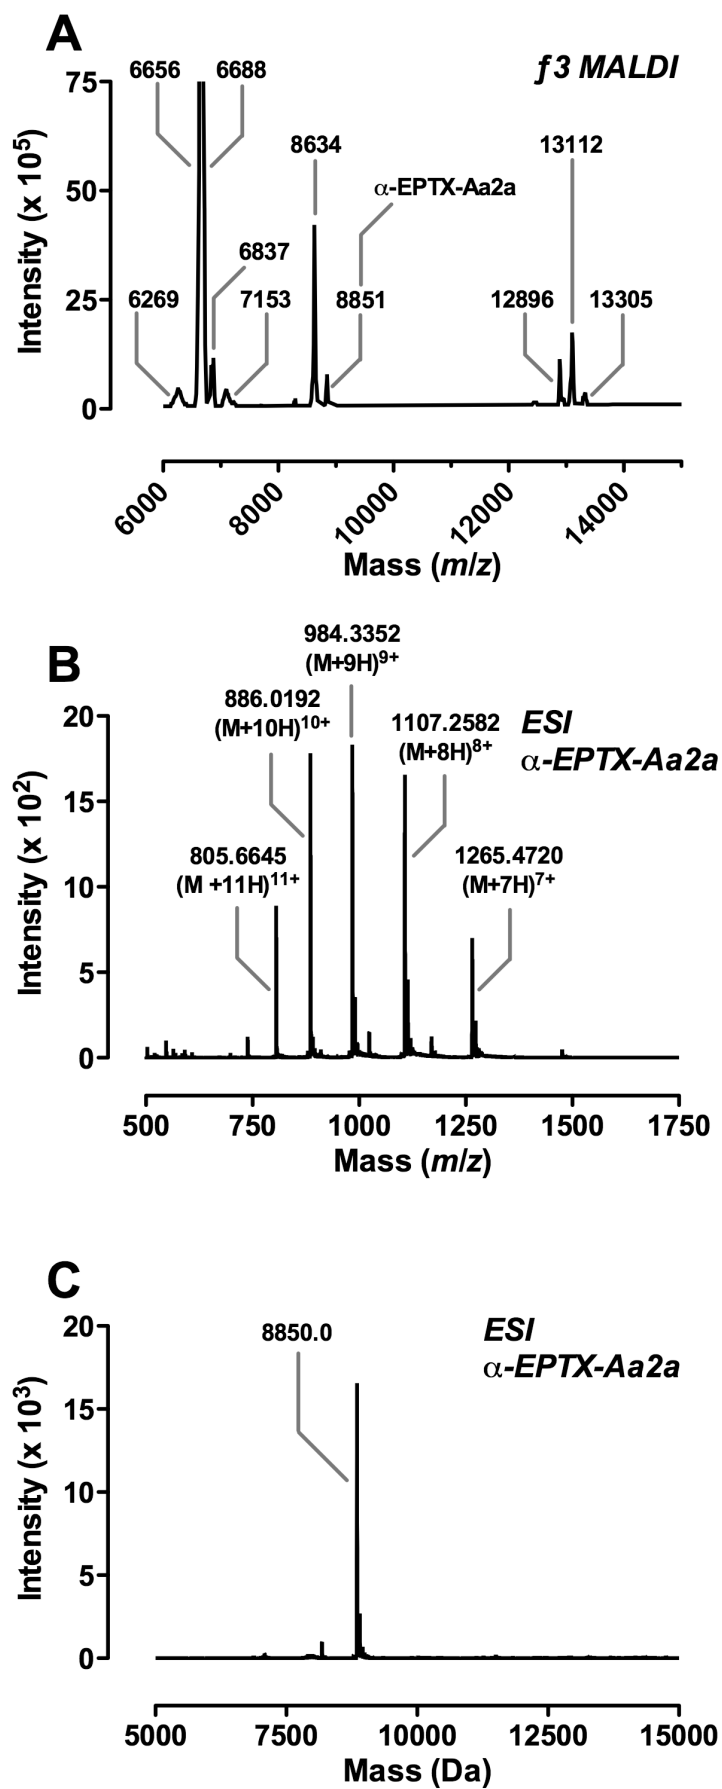 A
ƒ3 MALDI
6656 6688
8634
13112
α-EPTX-Aa2a
6837
6269 7153 8851 12896 13305
75
50
25
0
Intensity (x 10⁵)
6000 8000 10000 12000 14000
Mass (m/z)
B
ESI
α-EPTX-Aa2a
984.3352
(M+9H)⁹⁺
886.0192
(M+10H)¹⁰⁺
1107.2582
(M+8H)⁸⁺
805.6645
(M +11H)¹¹⁺
1265.4720
(M+7H)⁷⁺
20
15
10
5
0
Intensity (x 10²)
500 750 1000 1250 1500 1750
Mass (m/z)
C
ESI
α-EPTX-Aa2a
8850.0
20
15
10
5
0
Intensity (x 10³)
5000 7500 10000 12500 15000
Mass (Da)